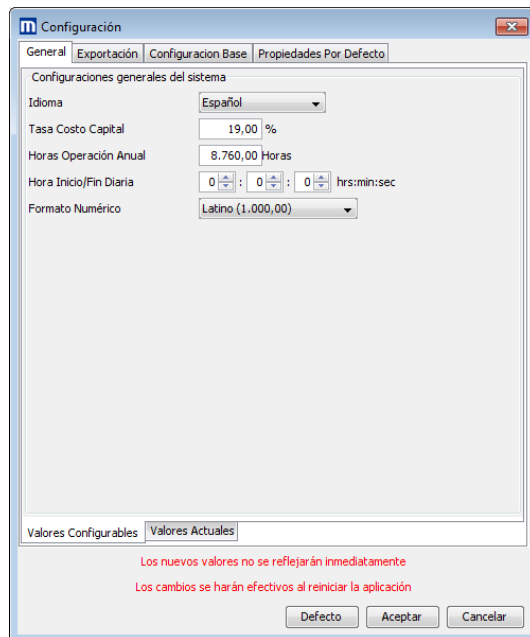 m Configuración
General Exportación Configuracion Base Propiedades Por Defecto
Configuraciones generales del sistema
Idioma Español
Tasa Costo Capital 19,00 %
Horas Operación Anual 8.760,00 Horas
Hora Inicio/Fin Diaria 0 : 0 : 0 hrs:min:sec
Formato Numérico Latino (1.000,00)
Valores Configurables Valores Actuales
Los nuevos valores no se reflejarán inmediatamente
Los cambios se harán efectivos al reiniciar la aplicación
Defecto Aceptar Cancelar